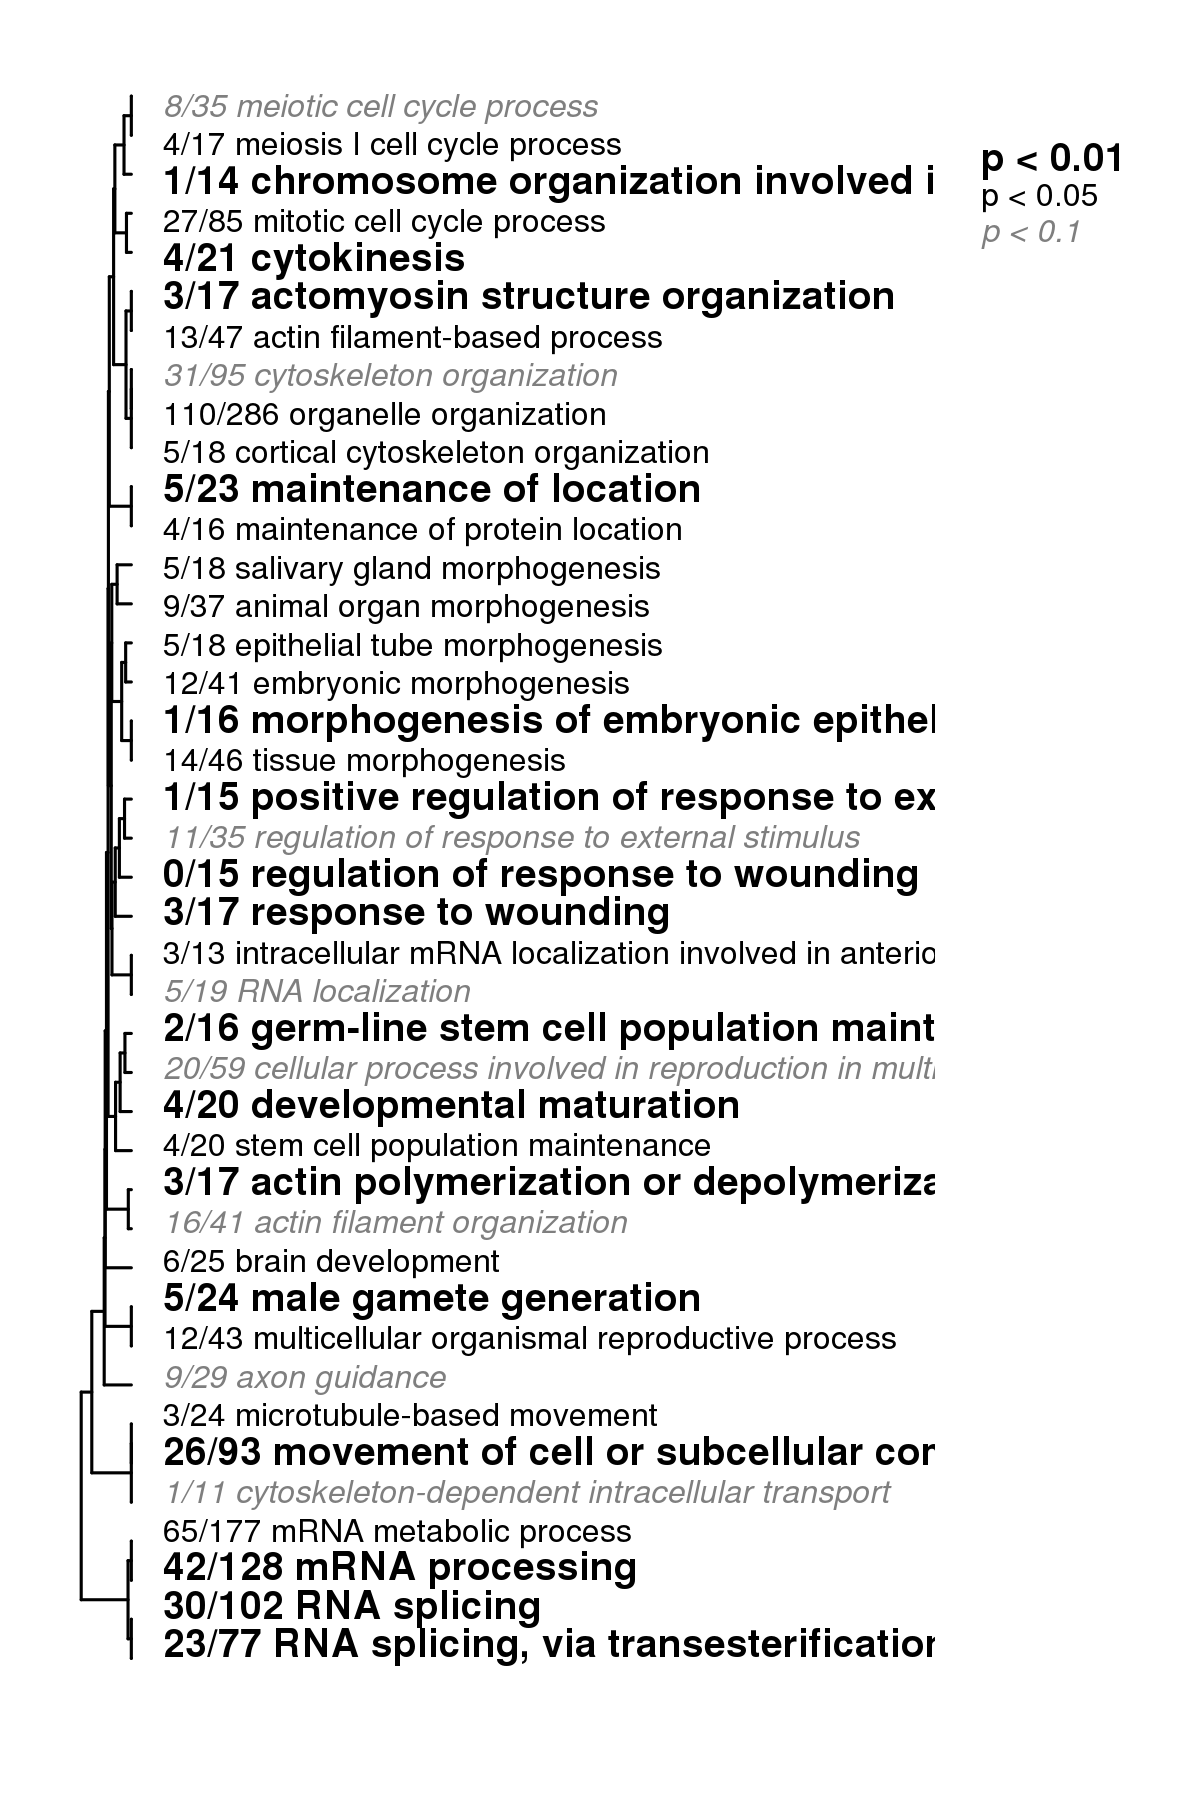 8/35 meiotic cell cycle process
4/17 meiosis I cell cycle process
1/14 chromosome organization involved i
27/85 mitotic cell cycle process
4/21 cytokinesis
3/17 actomyosin structure organization
13/47 actin filament-based process
31/95 cytoskeleton organization
110/286 organelle organization
5/18 cortical cytoskeleton organization
5/23 maintenance of location
4/16 maintenance of protein location
5/18 salivary gland morphogenesis
9/37 animal organ morphogenesis
5/18 epithelial tube morphogenesis
12/41 embryonic morphogenesis
1/16 morphogenesis of embryonic epithel
14/46 tissue morphogenesis
1/15 positive regulation of response to ex
11/35 regulation of response to external stimulus
0/15 regulation of response to wounding
3/17 response to wounding
3/13 intracellular mRNA localization involved in anterio
5/19 RNA localization
2/16 germ-line stem cell population maint
20/59 cellular process involved in reproduction in multi
4/20 developmental maturation
4/20 stem cell population maintenance
3/17 actin polymerization or depolymeriza
16/41 actin filament organization
6/25 brain development
5/24 male gamete generation
12/43 multicellular organismal reproductive process
9/29 axon guidance
3/24 microtubule-based movement
26/93 movement of cell or subcellular
1/11 cytoskeleton-dependent intracellular transport
65/177 mRNA metabolic process
42/128 mRNA processing
30/102 RNA splicing
23/77 RNA splicing, via transesterification
p < 0.01
p < 0.05
p < 0.1